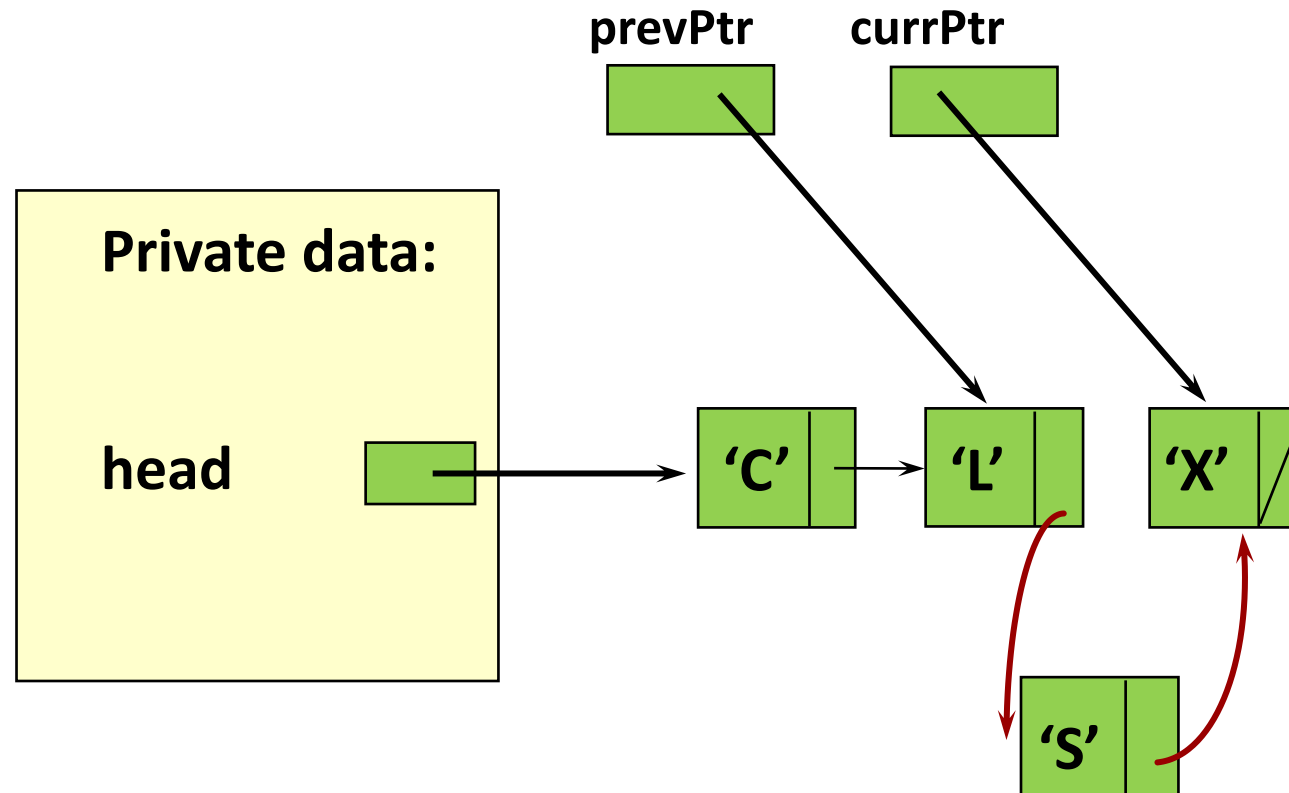 prevPtr currPtr
Private data:
head
‘C’ ‘L’ ‘X’
‘S’